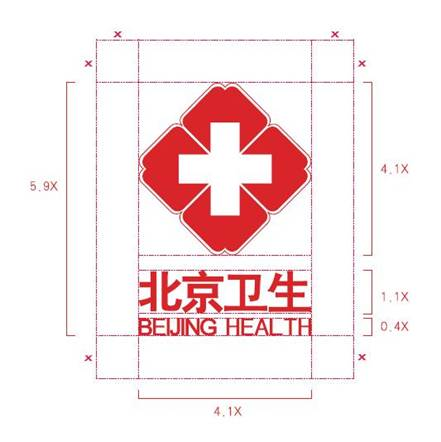 x x
x x
5.9X
4.1X
北京卫生
1.1X
BEIJING HEALTH
0.4X
x x
4.1X